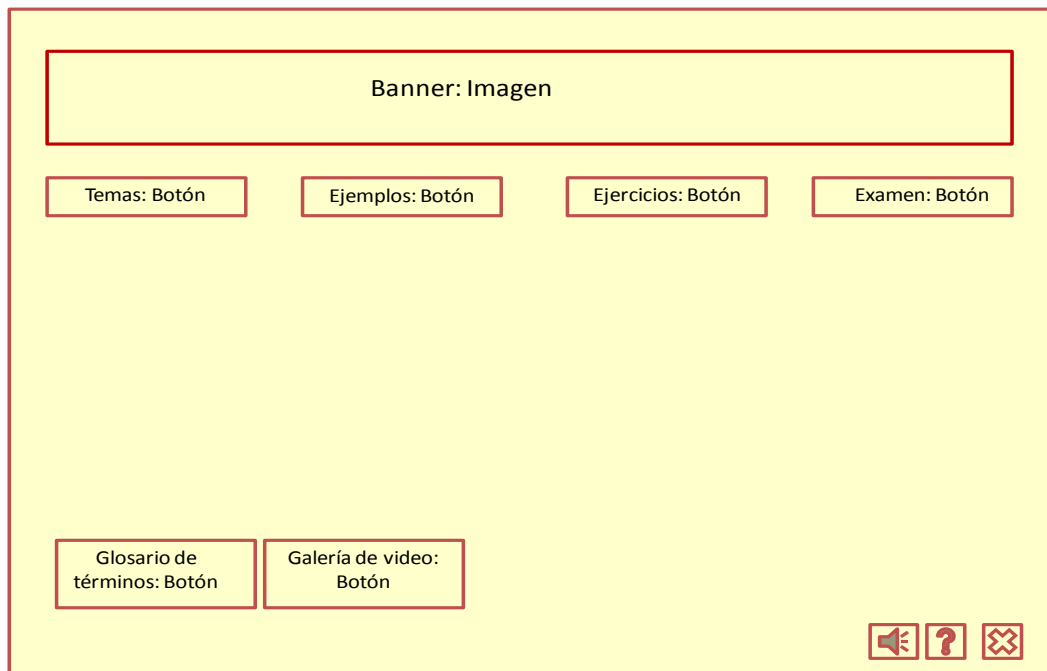 Banner: Imagen
Temas: Botón
Ejemplos: Botón
Ejercicios: Botón
Examen: Botón
Glosario de
términos: Botón
Galería de video:
Botón
?